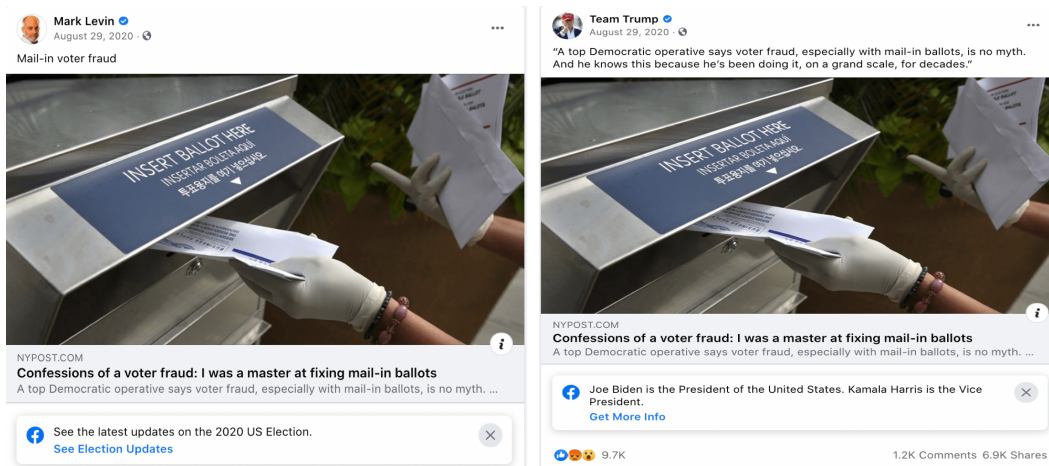 Mark Levin
August 29, 2020 ·
Mail-in voter fraud
INSERT BALLOT HERE
INSERTAR BOLETA AQUÍ
투표용지를 여기 넣으십시오.
NYPOST.COM
Confessions of a voter fraud: I was a master at fixing mail-in ballots
A top Democratic operative says voter fraud, especially with mail-in ballots, is no myth. ...
See the latest updates on the 2020 US Election.
See Election Updates
Team Trump
August 29, 2020 ·
“A top Democratic operative says voter fraud, especially with mail-in ballots, is no myth.
And he knows this because he’s been doing it, on a grand scale, for decades.”
INSERT BALLOT HERE
INSERTAR BOLETA AQUÍ
투표용지를 여기 넣으십시오.
NYPOST.COM
Confessions of a voter fraud: I was a master at fixing mail-in ballots
A top Democratic operative says voter fraud, especially with mail-in ballots, is no myth. ...
Joe Biden is the President of the United States. Kamala Harris is the Vice
President.
Get More Info
9.7K
1.2K Comments 6.9K Shares